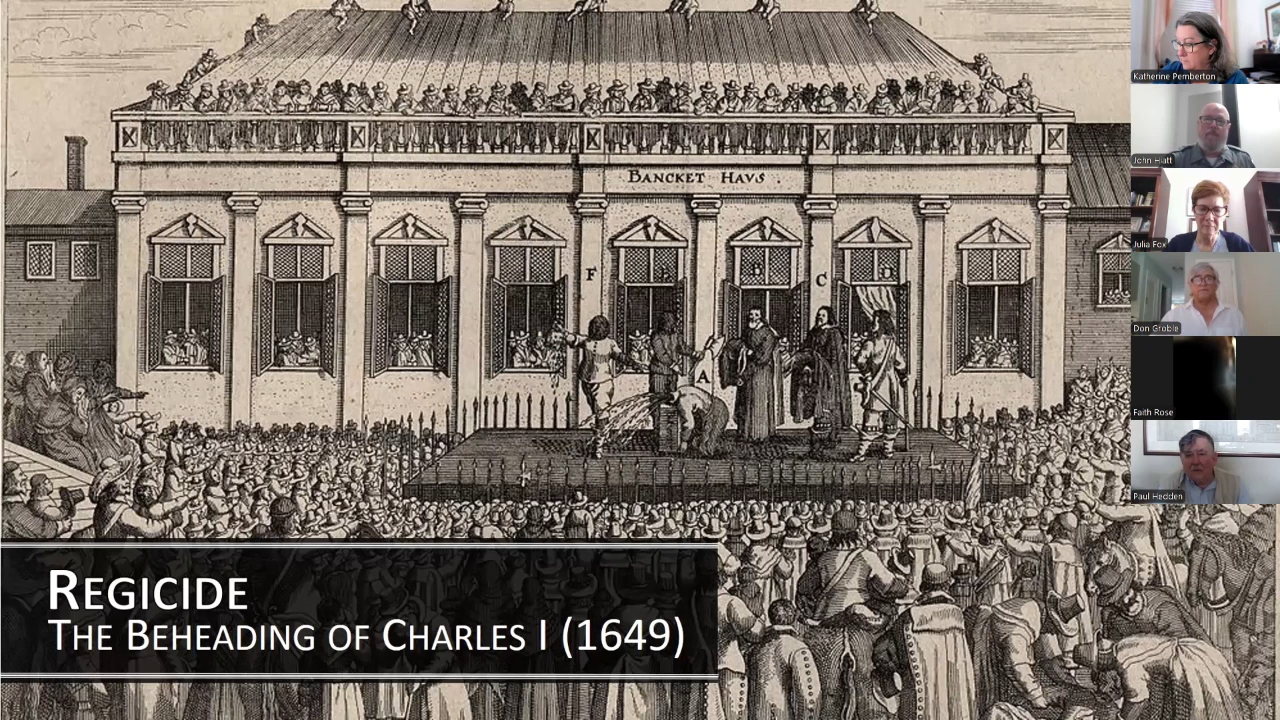 BANCKET HAVS.
F
E
B
C
D
A
REGICIDE
THE BEHEADING OF CHARLES I (1649)
Katherine Pemberton
John Hiatt
Julia Fox
Don Groble
Faith Rose
Paul Hedden